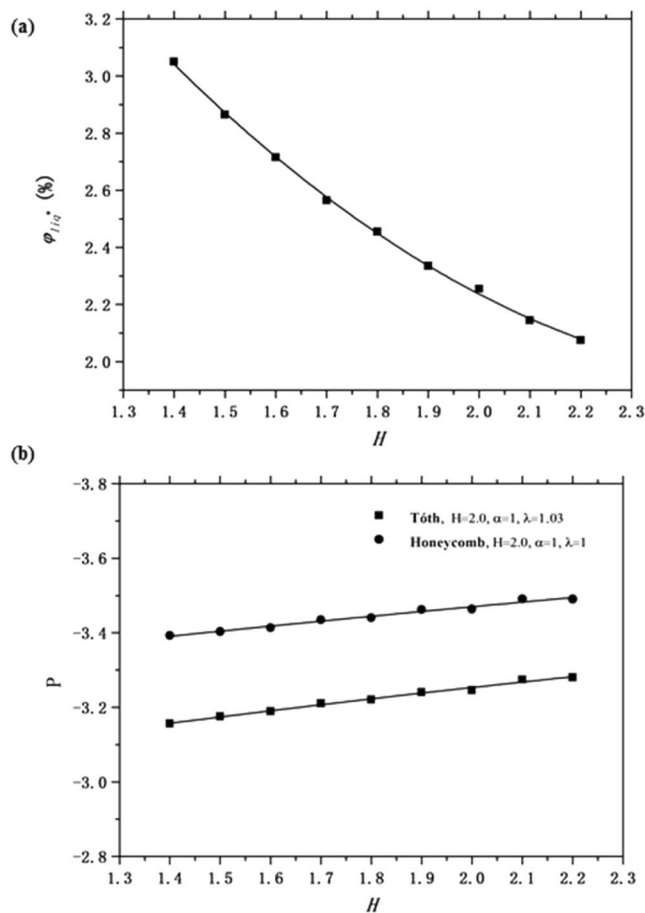 (a)
3.2
3.0
2.8
2.6
2.4
2.2
2.0
φliq* (%)
1.3 1.4 1.5 1.6 1.7 1.8 1.9 2.0 2.1 2.2 2.3
H
(b)
-3.8
-3.6
-3.4
-3.2
-3.0
-2.8
P
Tóth, H=2.0, α=1, λ=1.03
Honeycomb, H=2.0, α=1, λ=1
1.3 1.4 1.5 1.6 1.7 1.8 1.9 2.0 2.1 2.2 2.3
H